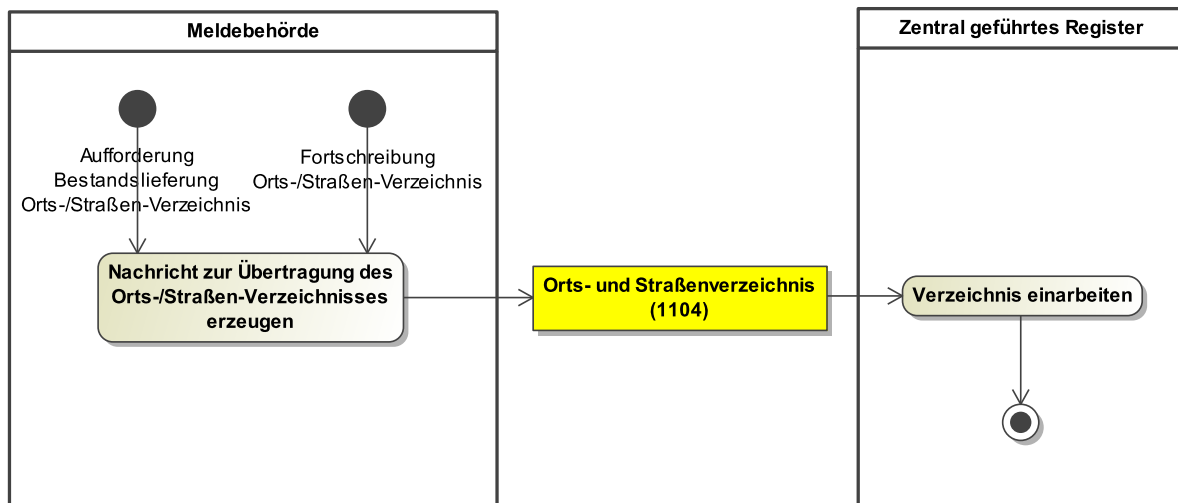 Meldebehörde
Zentral geführtes Register
Aufforderung
Bestandslieferung
Orts-/Straßen-Verzeichnis
Fortschreibung
Orts-/Straßen-Verzeichnis
Nachricht zur Übertragung des
Orts-/Straßen-Verzeichnisses
erzeugen
Orts- und Straßenverzeichnis
(1104)
Verzeichnis einarbeiten